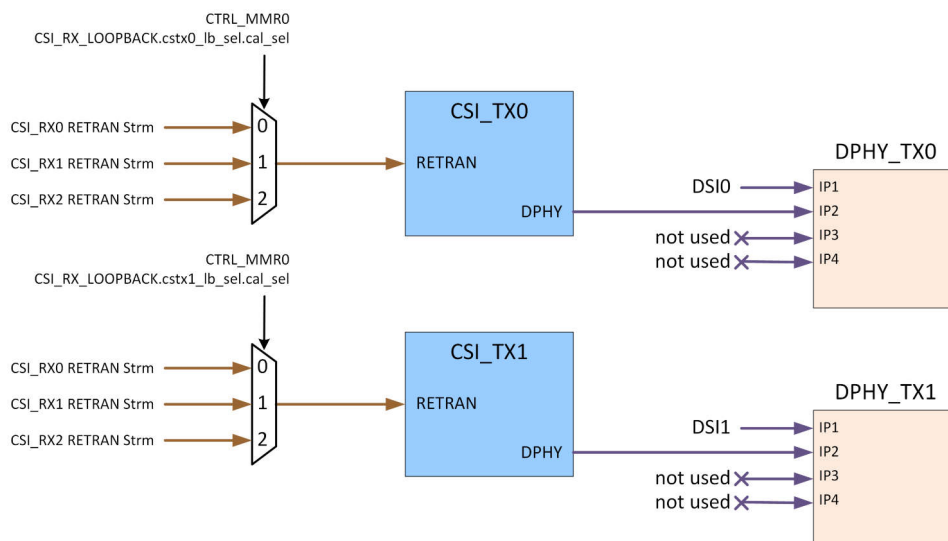 CTRL_MMR0
CSI_RX_LOOPBACK.cstx0_lb_sel.cal_sel
CSI_RX0 RETRAN Strm
CSI_RX1 RETRAN Strm
CSI_RX2 RETRAN Strm
0
1
2
CSI_TX0
RETRAN
DPHY
DPHY_TX0
DSI0
IP1
IP2
not used
IP3
not used
IP4
CTRL_MMR0
CSI_RX_LOOPBACK.cstx1_lb_sel.cal_sel
CSI_RX0 RETRAN Strm
CSI_RX1 RETRAN Strm
CSI_RX2 RETRAN Strm
0
1
2
CSI_TX1
RETRAN
DPHY
DPHY_TX1
DSI1
IP1
IP2
not used
IP3
not used
IP4